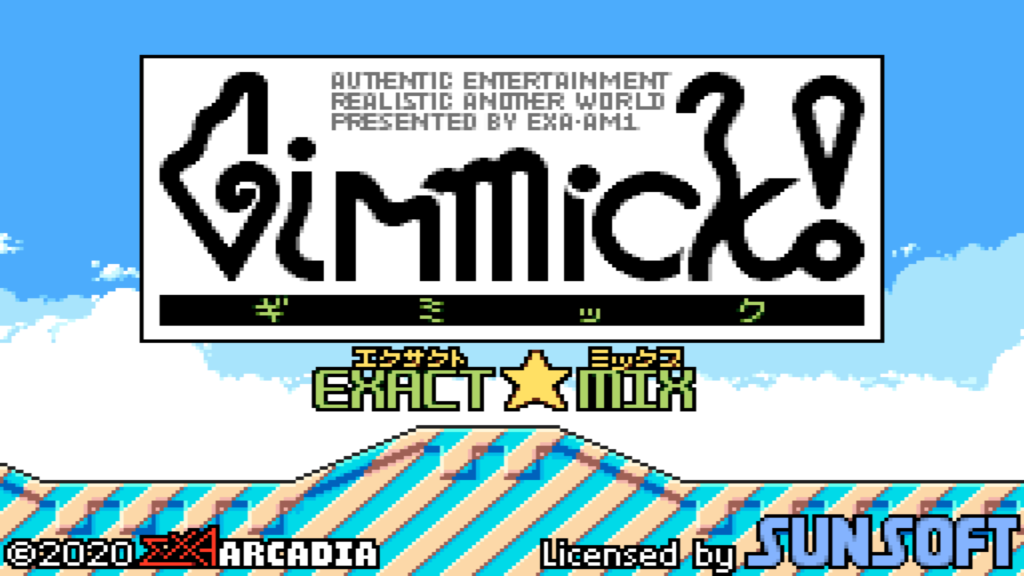 AUTHENTIC ENTERTAINMENT
REALISTIC ANOTHER WORLD
PRESENTED BY EXA-AM1
Gimmick!
ギミック
エクサクト ミックス
EXACT★MIX
©2020 EXA ARCADIA
Licensed by SUNSOFT